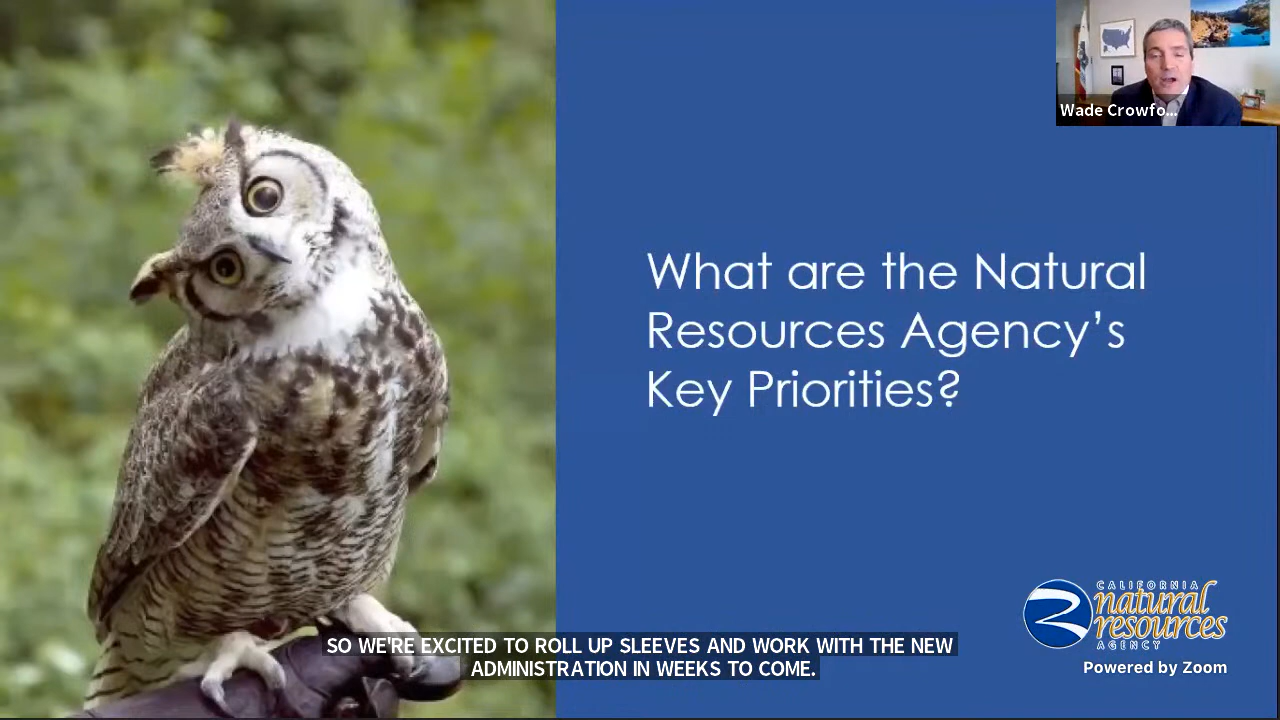 Wade Crowfo...
What are the Natural
Resources Agency's
Key Priorities?
CALIFORNIA
natural
resources
AGENCY
Powered by Zoom
SO WE'RE EXCITED TO ROLL UP SLEEVES AND WORK WITH THE NEW
ADMINISTRATION IN WEEKS TO COME.